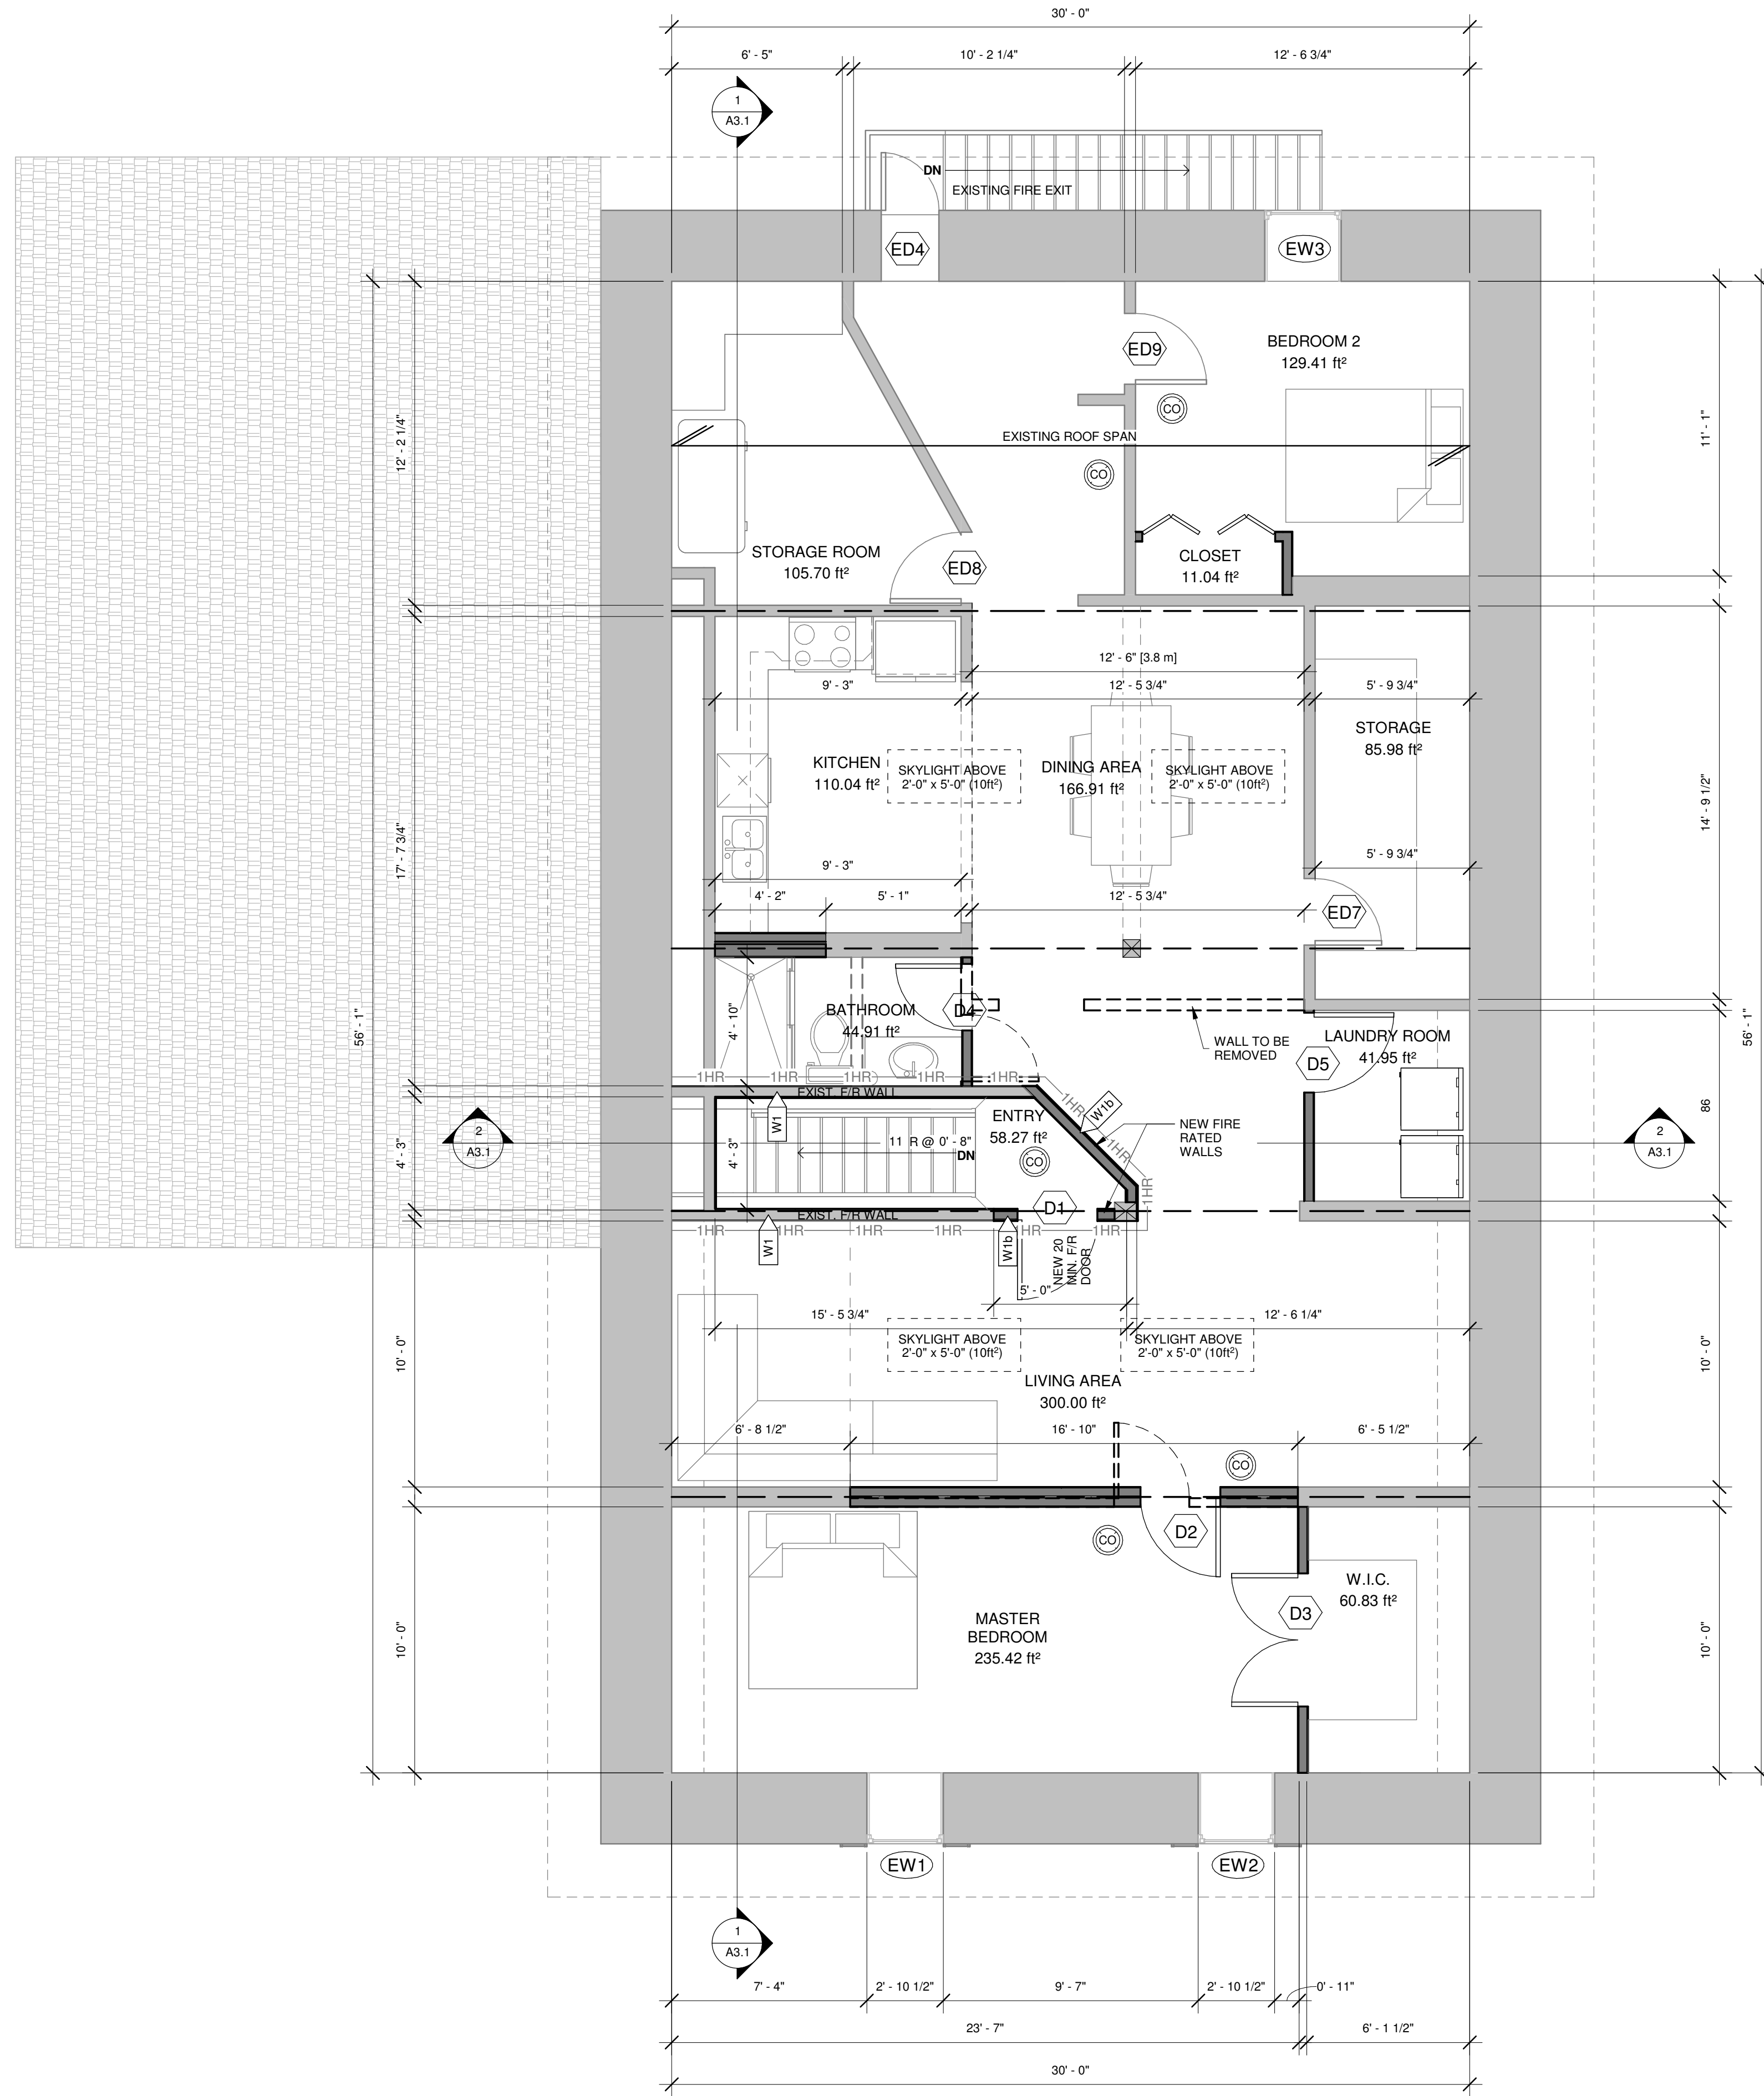 30' - 0"
6' - 5"
10' - 2 1/4"
12' - 6 3/4"
1
A3.1
DN
EXISTING FIRE EXIT
ED4
EW3
ED9
BEDROOM 2
129.41 ft²
CO
12' - 2 1/4"
11' - 1"
EXISTING ROOF SPAN
CO
STORAGE ROOM
105.70 ft²
ED8
CLOSET
11.04 ft²
12' - 6" [3.8 m]
9' - 3"
12' - 5 3/4"
5' - 9 3/4"
STORAGE
85.98 ft²
KITCHEN
110.04 ft²
SKYLIGHT ABOVE
2'-0" x 5'-0" (10ft²)
DINING AREA
166.91 ft²
SKYLIGHT ABOVE
2'-0" x 5'-0" (10ft²)
17' - 7 3/4"
14' - 9 1/2"
9' - 3"
5' - 9 3/4"
4' - 2"
5' - 1"
12' - 5 3/4"
ED7
56' - 1"
56' - 1"
4' - 10"
BATHROOM
44.91 ft²
D4
WALL TO BE
REMOVED
LAUNDRY ROOM
41.95 ft²
D5
1HR
1HR
1HR
1HR
1HR
EXIST. F/R WALL
W1
1HR
W1b
1HR
1HR
ENTRY
58.27 ft²
NEW FIRE
RATED
WALLS
86
2
A3.1
4' - 3"
4' - 3"
11 R @ 0' - 8"
DN
CO
2
A3.1
D1
EXIST. F/R WALL
1HR
1HR
1HR
1HR
1HR
1HR
W1
W1b
NEW 20
MIN. F/R
DOOR
5' - 0"
15' - 5 3/4"
12' - 6 1/4"
SKYLIGHT ABOVE
2'-0" x 5'-0" (10ft²)
SKYLIGHT ABOVE
2'-0" x 5'-0" (10ft²)
10' - 0"
10' - 0"
LIVING AREA
300.00 ft²
6' - 8 1/2"
16' - 10"
6' - 5 1/2"
CO
CO
D2
W.I.C.
60.83 ft²
D3
MASTER
BEDROOM
235.42 ft²
10' - 0"
10' - 0"
EW1
EW2
1
A3.1
7' - 4"
2' - 10 1/2"
9' - 7"
2' - 10 1/2"
0' - 11"
23' - 7"
6' - 1 1/2"
30' - 0"